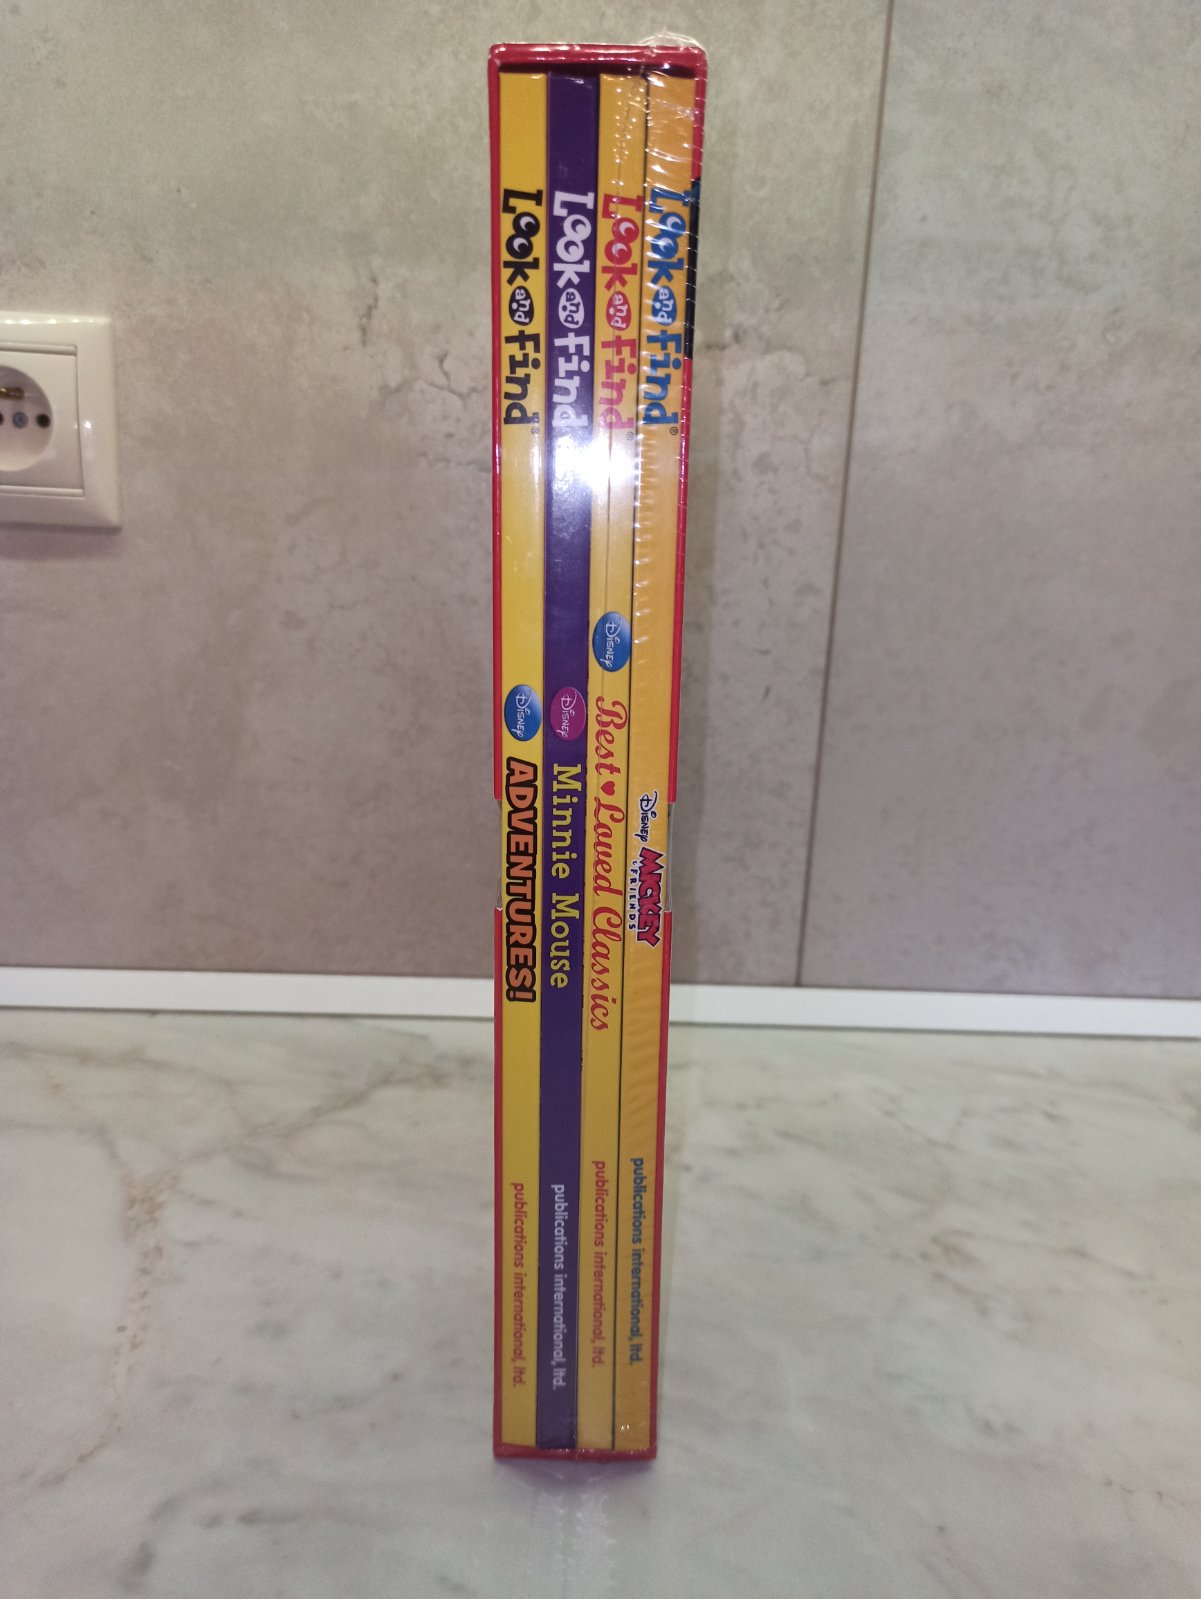 Look and Find®
Disney
ADVENTURES!
publications international, ltd.
Look and Find
Disney
Minnie Mouse
publications international, ltd.
Look and Find®
Disney
Best ♥ Loved Classics
publications international, ltd.
Look and Find®
Disney
MICKEY
& FRIENDS
publications international, ltd.